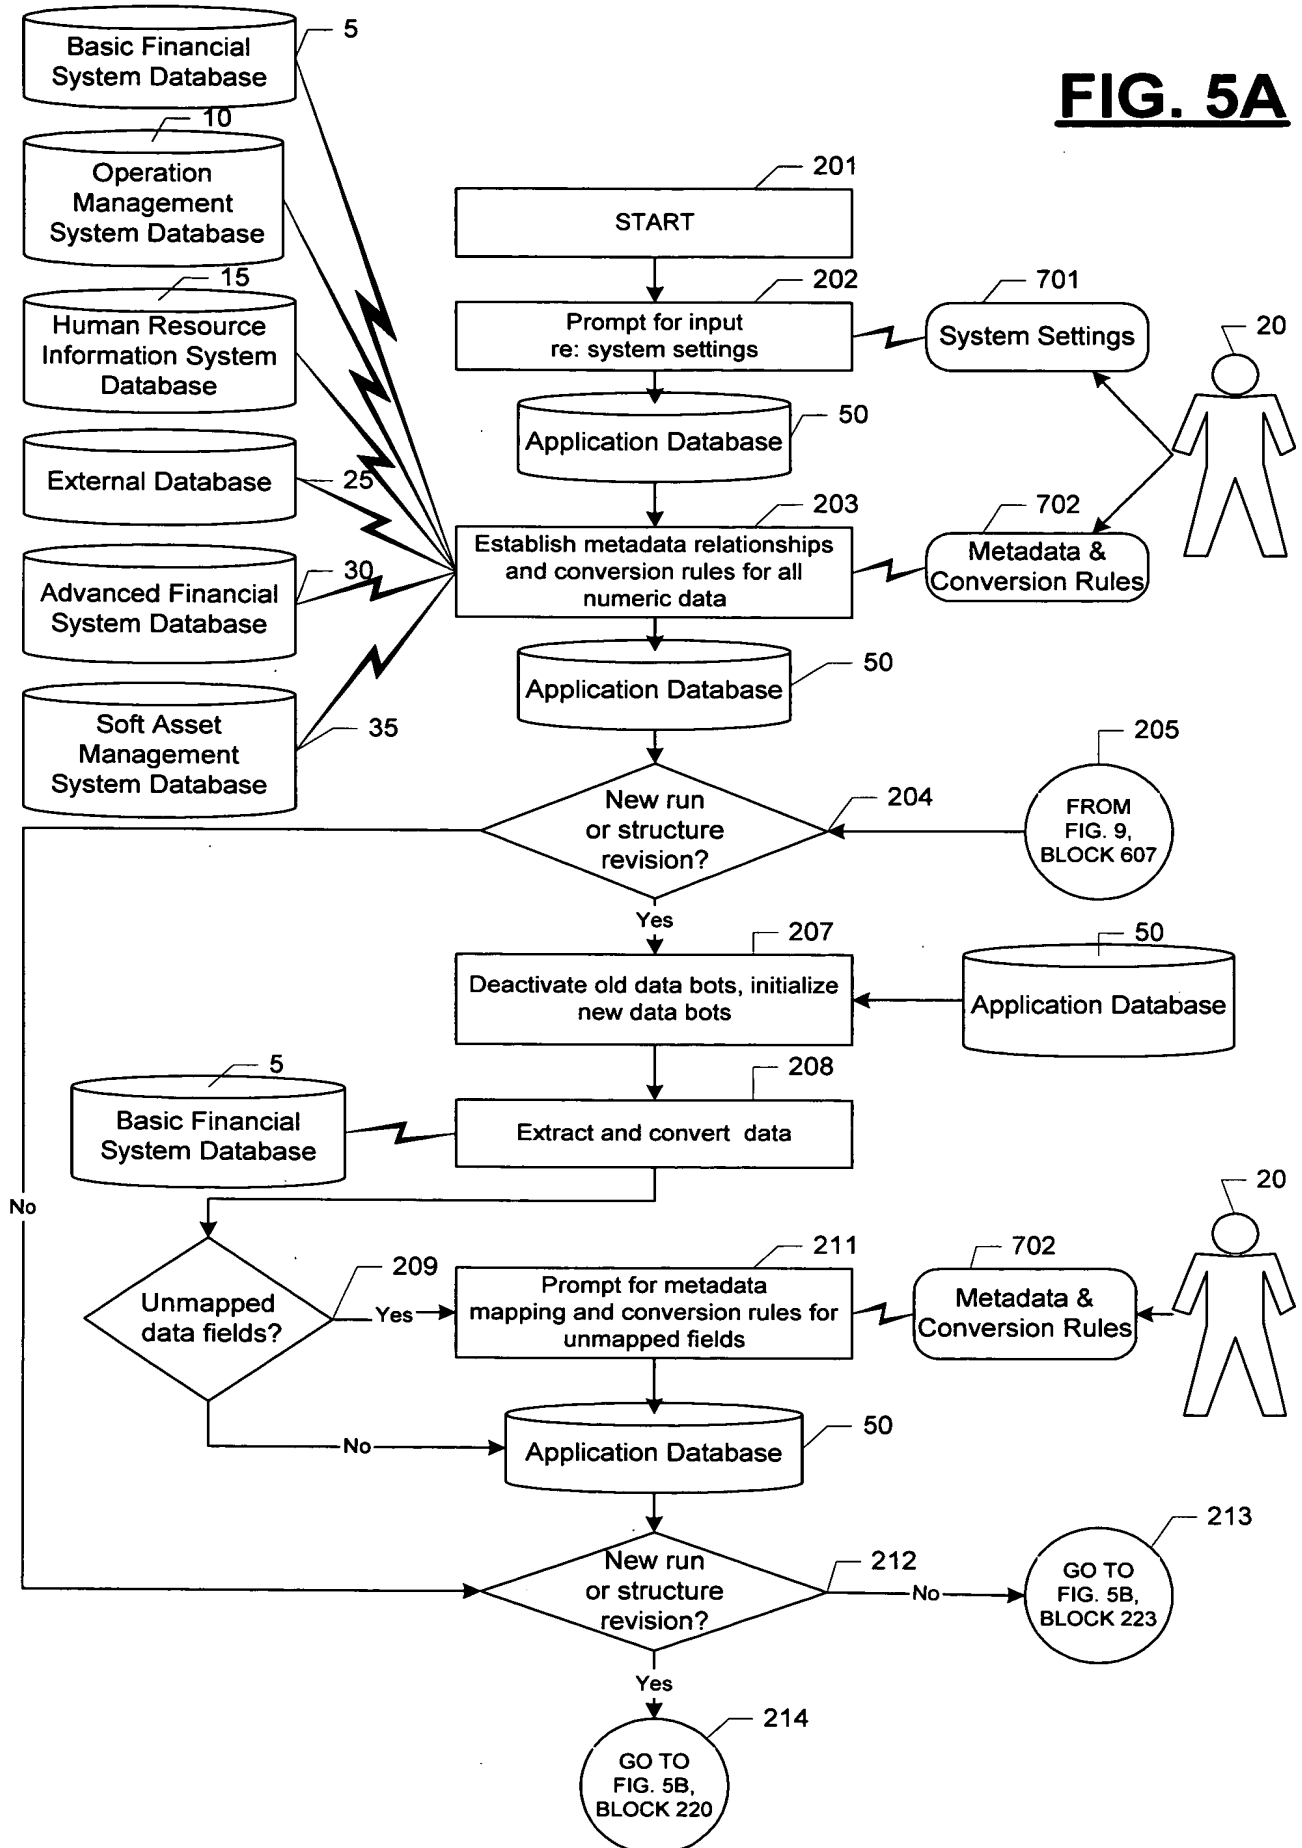 FIG. 5A
Basic Financial
System Database
5
10
Operation
Management
System Database
15
Human Resource
Information System
Database
External Database
25
Advanced Financial
System Database
30
Soft Asset
Management
System Database
35
201
START
202
Prompt for input
re: system settings
701
System Settings
20
50
Application Database
203
Establish metadata relationships
and conversion rules for all
numeric data
702
Metadata &
Conversion Rules
50
Application Database
New run
or structure
revision?
204
205
FROM
FIG. 9,
BLOCK 607
Yes
207
Deactivate old data bots, initialize
new data bots
50
Application Database
5
Basic Financial
System Database
208
Extract and convert data
No
Unmapped
data fields?
209
Yes
211
Prompt for metadata
mapping and conversion rules for
unmapped fields
702
Metadata &
Conversion Rules
20
No
50
Application Database
New run
or structure
revision?
212
No
213
GO TO
FIG. 5B,
BLOCK 223
Yes
214
GO TO
FIG. 5B,
BLOCK 220